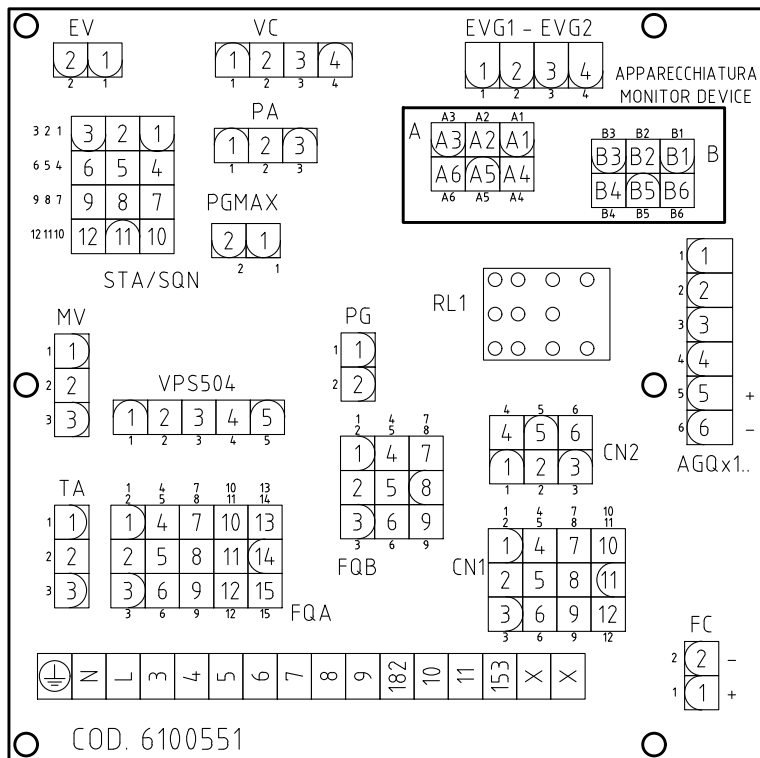 EV
2 1
2 1
VC
1 2 3 4
1 2 3 4
EVG1 - EVG2
1 2 3 4
1 2 3 4
APPARECCHIATURA
MONITOR DEVICE
PA
1 2 3
1 2 3
A
A3 A2 A1
A3 A2 A1
A6 A5 A4
A6 A5 A4
B3 B2 B1
B3 B2 B1
B4 B5 B6
B4 B5 B6
B
3 2 1
3 2 1
6 5 4
6 5 4
9 8 7
9 8 7
12 11 10
12 11 10
STA/SQN
PGMAX
2 1
2 1
RL1
1 1
2 2
3 3
4 4
5 5 +
6 6 -
AGQx1..
MV
1 1
2 2
3 3
VPS504
1 2 3 4 5
1 2 3 4 5
PG
1 1
2 2
1 4 7
2 5 8
1 4 7
2 5 8
3 6 9
3 6 9
FQB
4 5 6
4 5 6
1 2 3
1 2 3
CN2
TA
1 1
2 2
3 3
1 4 7 10 13
2 5 8 11 14
1 4 7 10 13
2 5 8 11 14
3 6 9 12 15
3 6 9 12 15
FQA
CN1
1 4 7 10
2 5 8 11
1 4 7 10
2 5 8 11
3 6 9 12
3 6 9 12
FC
2 2 -
1 1 +
N L 3 4 5 6 7 8 9 182 10 11 153 X X
COD. 6100551